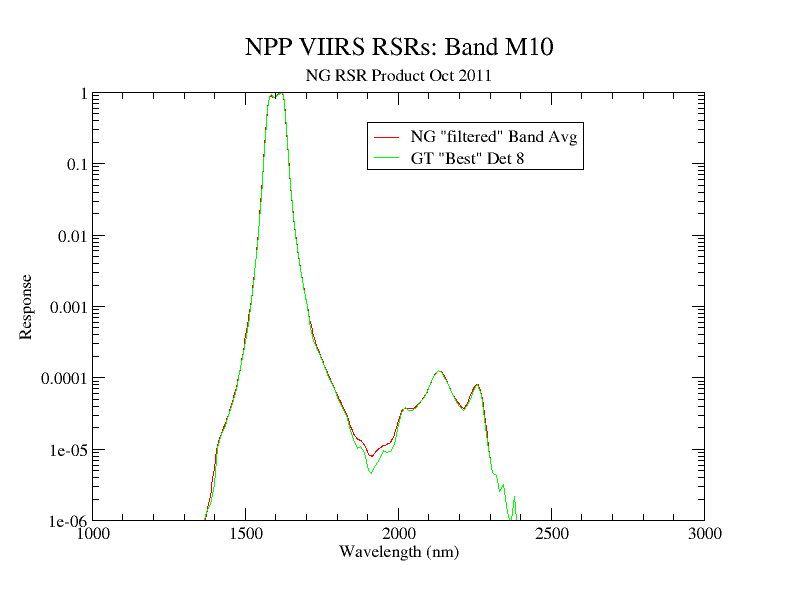 NPP VIIRS RSRs: Band M10
NG RSR Product Oct 2011
NG "filtered" Band Avg
GT "Best" Det 8
Response
1
0.1
0.01
0.001
0.0001
1e-05
1e-06
1000 1500 2000 2500 3000
Wavelength (nm)